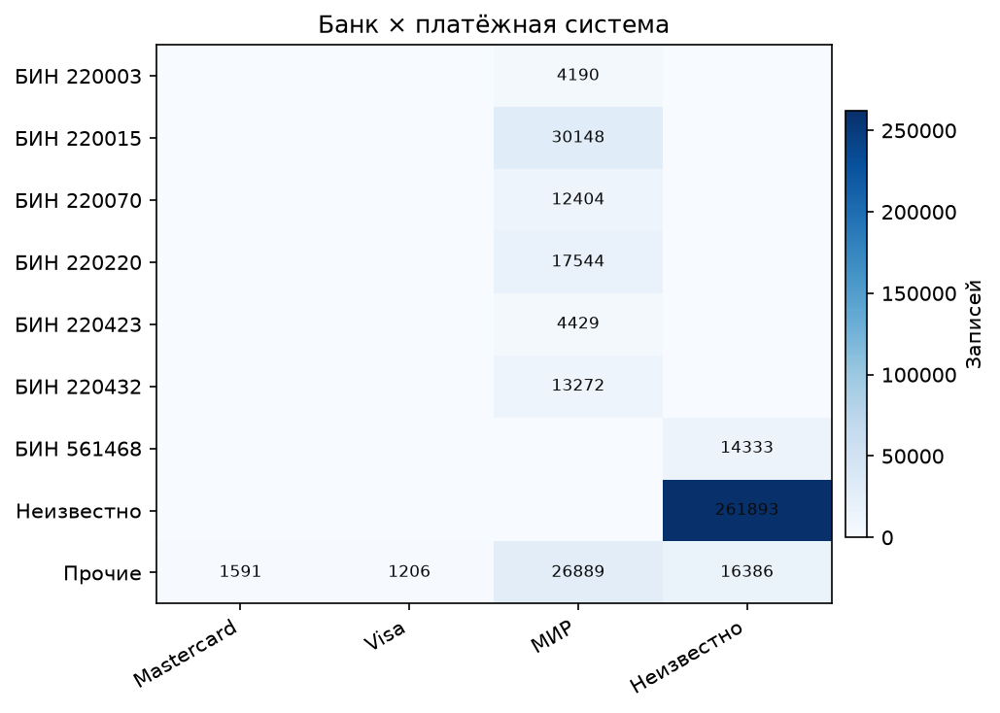 Банк × платёжная система
БИН 220003
4190
БИН 220015
30148
БИН 220070
12404
БИН 220220
17544
БИН 220423
4429
БИН 220432
13272
БИН 561468
14333
Неизвестно
261893
Прочие
1591
1206
26889
16386
Mastercard
Visa
МИР
Неизвестно
250000
200000
150000
100000
50000
0
Записей